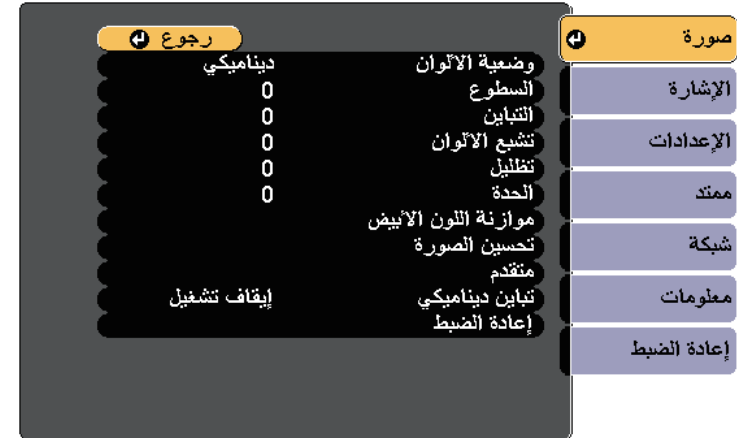 صورة
الإشارة
الإعدادات
ممتد
شبكة
معلومات
إعادة الضبط
رجوع
وضعية الألوان ديناميكي
السطوع 0
التباين 0
تشبع الألوان 0
تظليل 0
الحدة 0
موازنة اللون الأبيض
تحسين الصورة
متقدم
تباين ديناميكي إيقاف تشغيل
إعادة الضبط